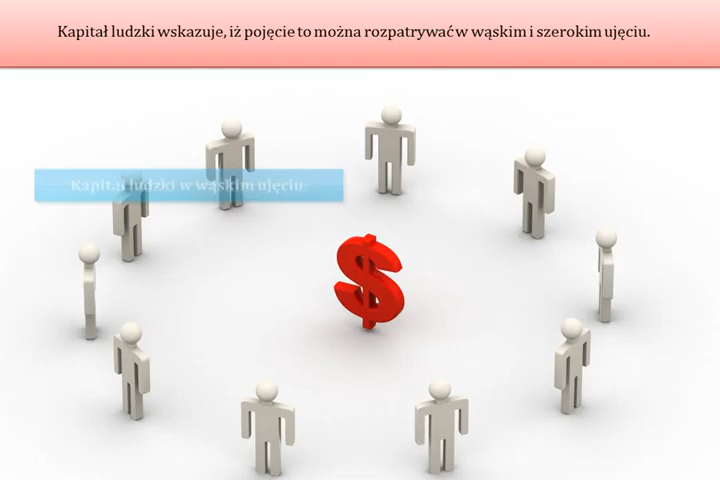 Kapitał ludzki wskazuje, iż pojęcie to można rozpatrywać w wąskim i szerokim ujęciu.
Kapitał ludzki w wąskim ujęciu: